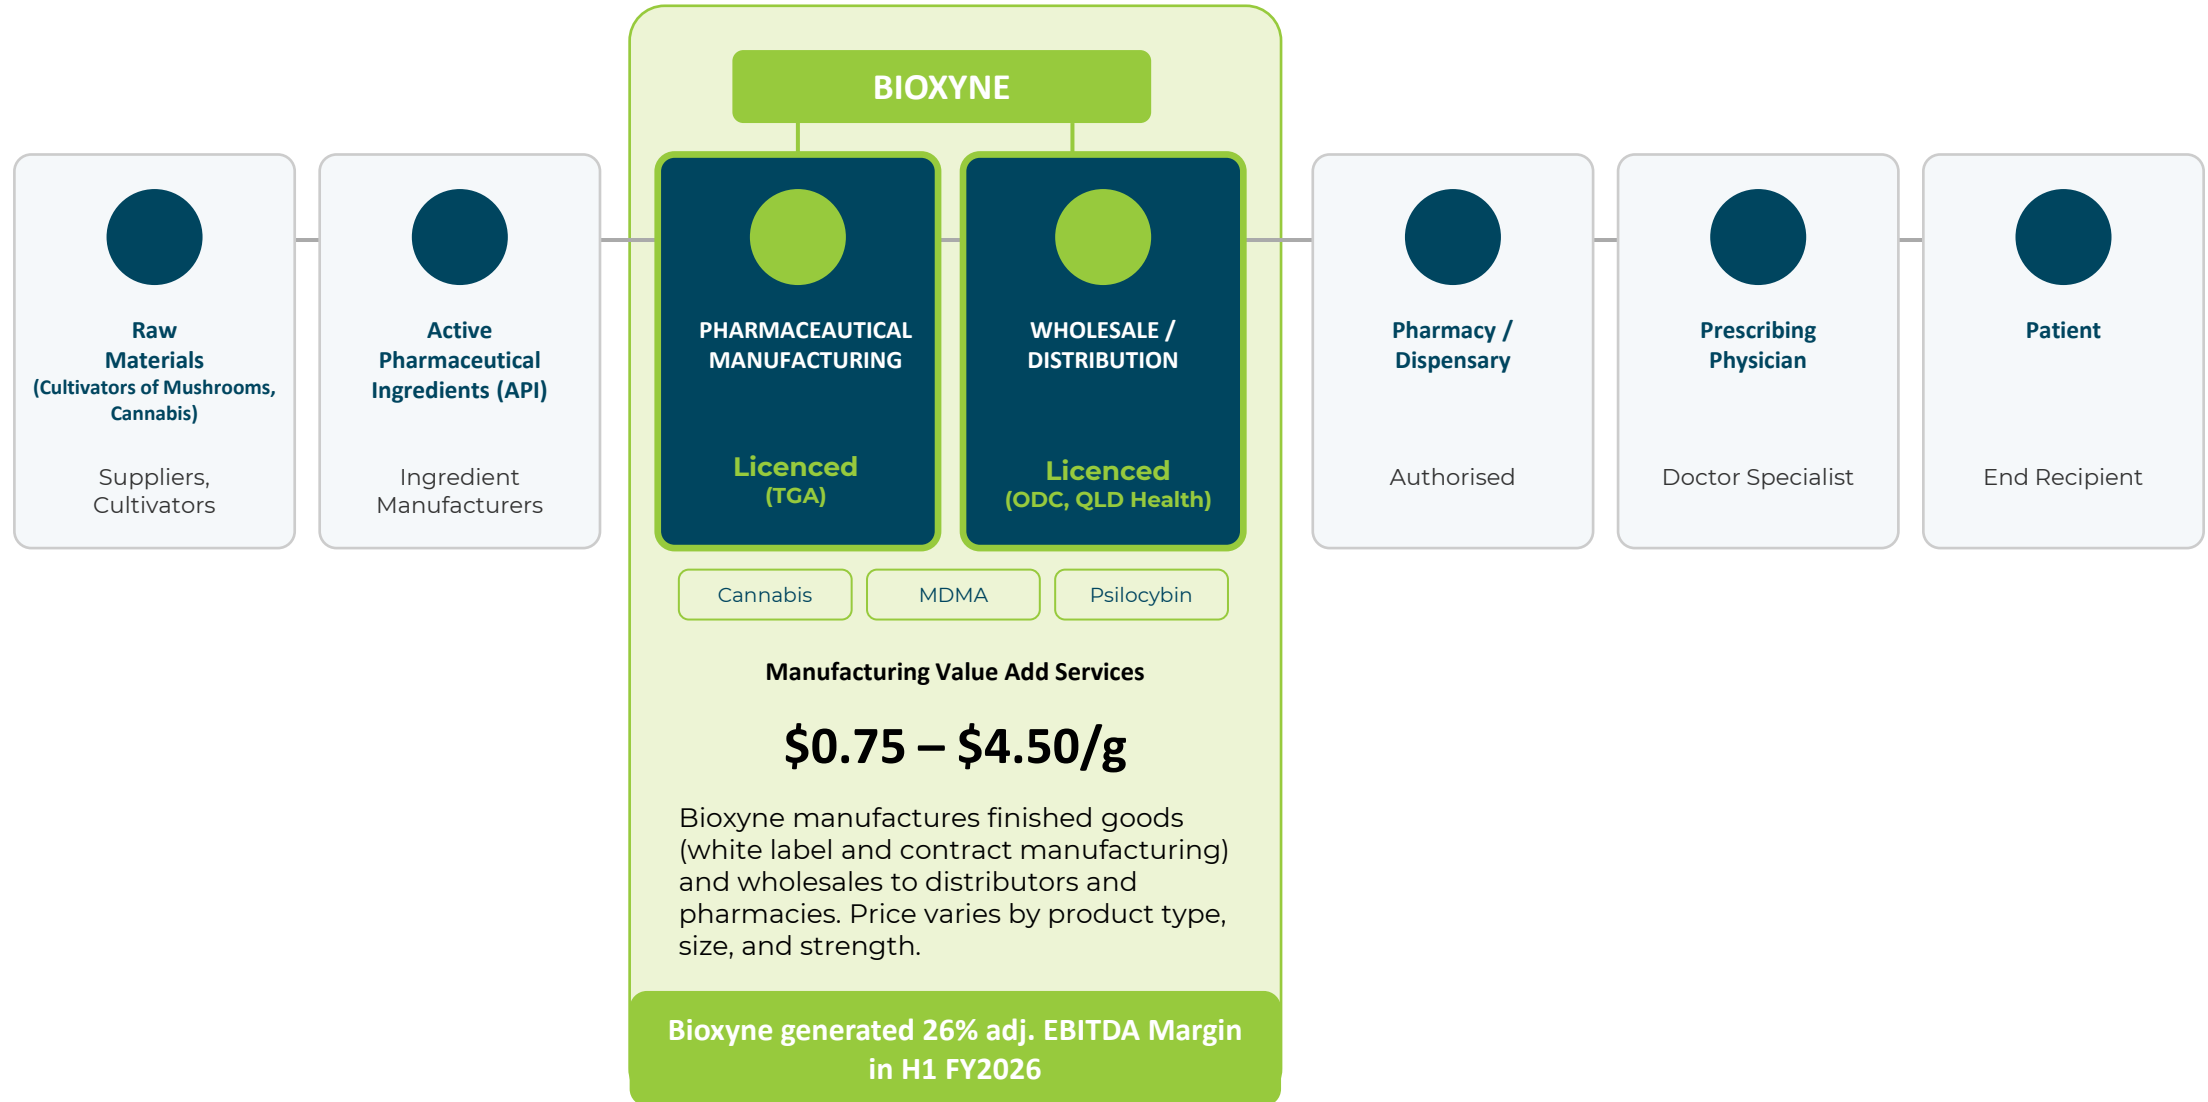 BIOXYNE
Raw
Materials
(Cultivators of Mushrooms,
Cannabis)
Suppliers,
Cultivators
Active
Pharmaceutical
Ingredients (API)
Ingredient
Manufacturers
PHARMACEAUTICAL
MANUFACTURING
Licenced
(TGA)
WHOLESALE /
DISTRIBUTION
Licenced
(ODC, QLD Health)
Pharmacy /
Dispensary
Authorised
Prescribing
Physician
Doctor Specialist
Patient
End Recipient
Cannabis
MDMA
Psilocybin
Manufacturing Value Add Services
$0.75 – $4.50/g
Bioxyne manufactures finished goods
(white label and contract manufacturing)
and wholesales to distributors and
pharmacies. Price varies by product type,
size, and strength.
Bioxyne generated 26% adj. EBITDA Margin
in H1 FY2026